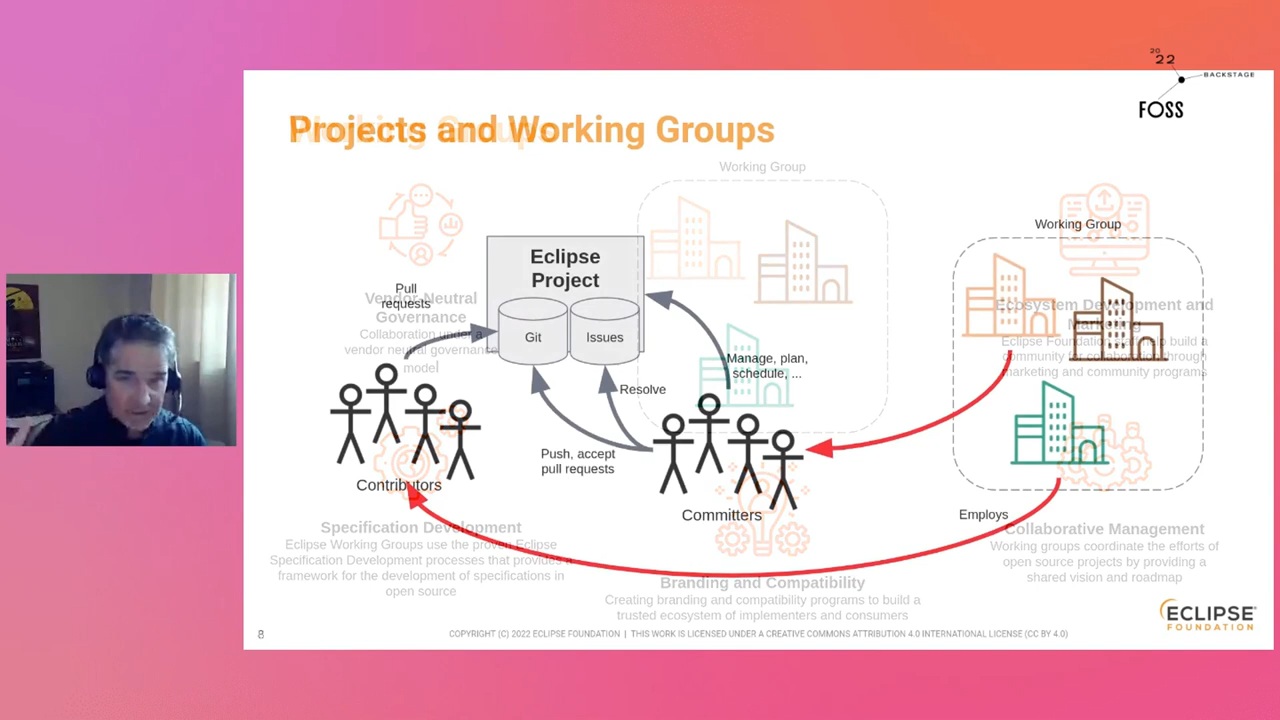 20
22
BACKSTAGE
FOSS
Projects and Working Groups
Working Groups
Working Group
Working Group
Eclipse
Project
Git
Issues
Pull
requests
Vendor-Neutral
Governance
Collaboration under a
vendor neutral governance
model
Manage, plan,
schedule, ...
Resolve
Push, accept
pull requests
Ecosystem Development and
Marketing
Eclipse Foundation can help build a
community for collaboration through
marketing and community programs
Contributors
Committers
Employs
Specification Development
Eclipse Working Groups use the proven Eclipse
Specification Development processes that provides a
framework for the development of specifications in
open source
Branding and Compatibility
Creating branding and compatibility programs to build a
trusted ecosystem of implementers and consumers
Collaborative Management
Working groups coordinate the efforts of
open source projects by providing a
shared vision and roadmap
8
COPYRIGHT (C) 2022 ECLIPSE FOUNDATION | THIS WORK IS LICENSED UNDER A CREATIVE COMMONS ATTRIBUTION 4.0 INTERNATIONAL LICENSE (CC BY 4.0)
ECLIPSE
FOUNDATION